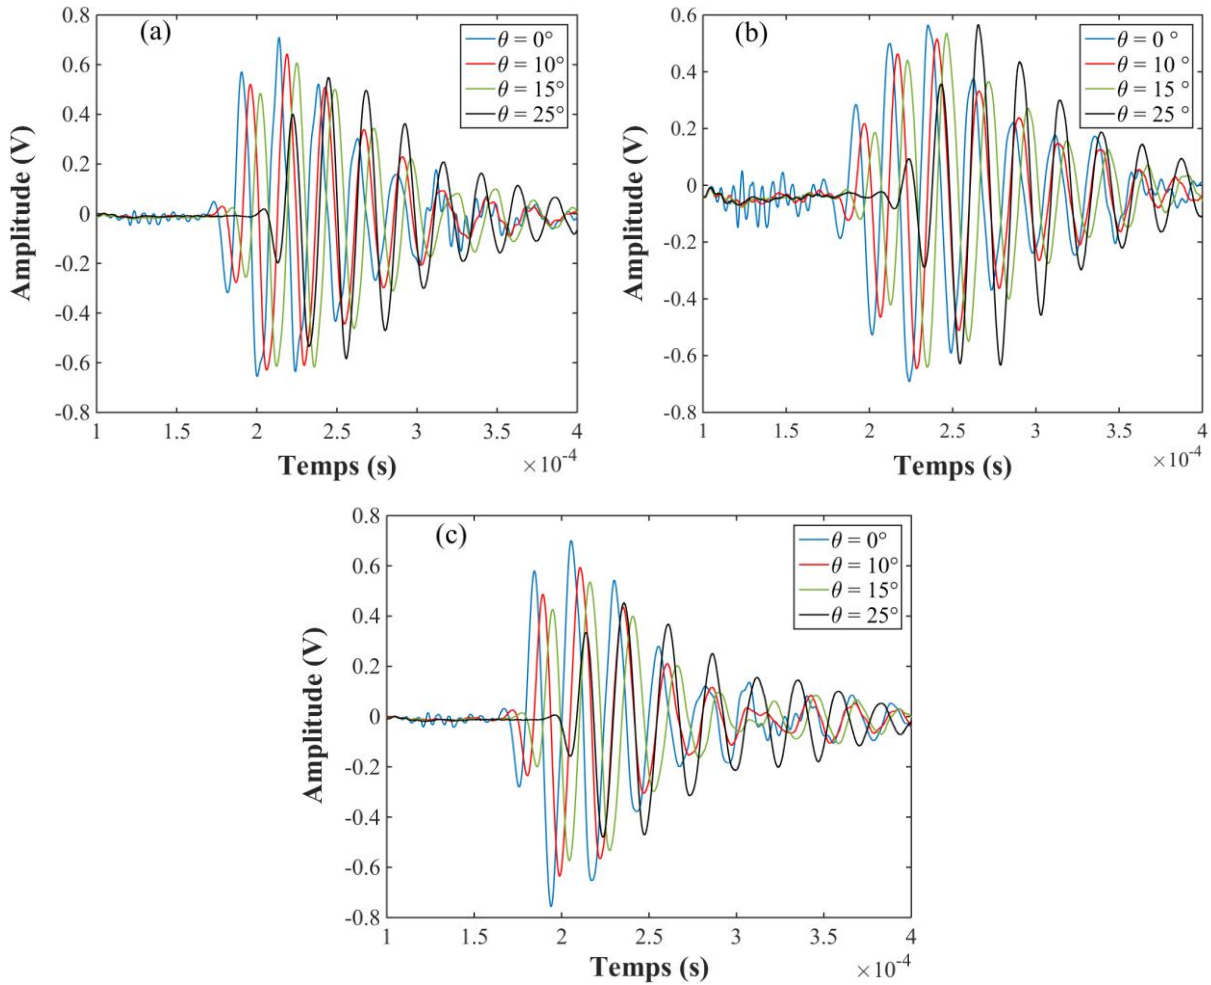 (a)
θ = 0°
θ = 10°
θ = 15°
θ = 25°
0.8
0.6
0.4
0.2
0
-0.2
-0.4
-0.6
-0.8
Amplitude (V)
1 1.5 2 2.5 3 3.5 4
Temps (s)
×10⁻⁴
(b)
θ = 0 °
θ = 10 °
θ = 15 °
θ = 25 °
0.6
0.4
0.2
0
-0.2
-0.4
-0.6
-0.8
Amplitude (V)
1 1.5 2 2.5 3 3.5 4
Temps (s)
×10⁻⁴
(c)
θ = 0°
θ = 10°
θ = 15°
θ = 25°
0.8
0.6
0.4
0.2
0
-0.2
-0.4
-0.6
-0.8
Amplitude (V)
1 1.5 2 2.5 3 3.5 4
Temps (s)
×10⁻⁴